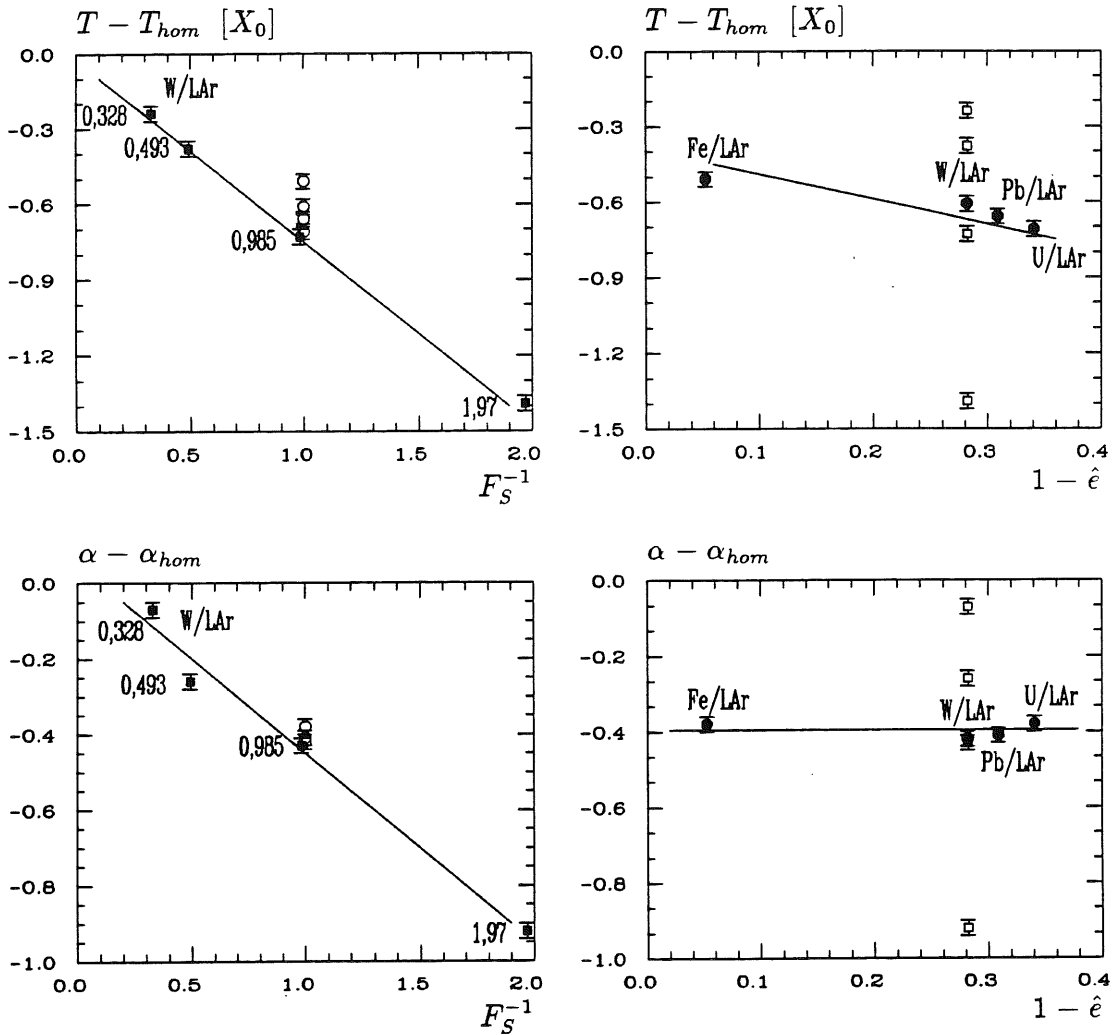 T − T_hom [X_0]
0.0
-0.3
-0.6
-0.9
-1.2
-1.5
W/LAr
0,328
0,493
0,985
1,97
0.0 0.5 1.0 1.5 2.0
F_S^−1
T − T_hom [X_0]
0.0
-0.3
-0.6
-0.9
-1.2
-1.5
Fe/LAr
W/LAr
Pb/LAr
U/LAr
0.0 0.1 0.2 0.3 0.4
1 − ê
α − α_hom
0.0
-0.2
-0.4
-0.6
-0.8
-1.0
W/LAr
0,328
0,493
0,985
1,97
0.0 0.5 1.0 1.5 2.0
F_S^−1
α − α_hom
0.0
-0.2
-0.4
-0.6
-0.8
-1.0
Fe/LAr
W/LAr
U/LAr
Pb/LAr
0.0 0.1 0.2 0.3 0.4
1 − ê